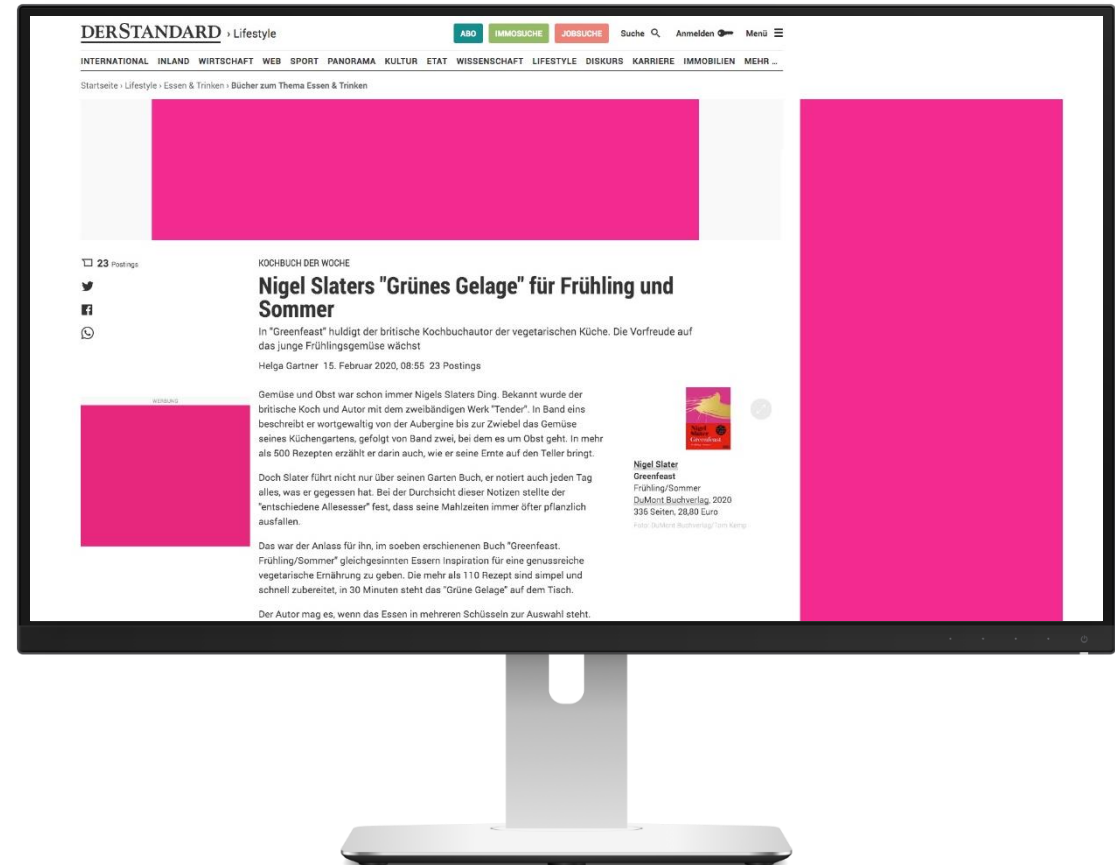 DERSTANDARD › Lifestyle
ABO IMMOSUCHE JOBSUCHE Suche Anmelden Menü
INTERNATIONAL INLAND WIRTSCHAFT WEB SPORT PANORAMA KULTUR ETAT WISSENSCHAFT LIFESTYLE DISKURS KARRIERE IMMOBILIEN MEHR ...
Startseite › Lifestyle › Essen & Trinken › Bücher zum Thema Essen & Trinken
23 Postings
KOCHBUCH DER WOCHE
Nigel Slaters "Grünes Gelage" für Frühling und
Sommer
In "Greenfeast" huldigt der britische Kochbuchautor der vegetarischen Küche. Die Vorfreude auf
das junge Frühlingsgemüse wächst
Helga Gartner 15. Februar 2020, 08:55 23 Postings
WERBUNG
Gemüse und Obst war schon immer Nigels Slaters Ding. Bekannt wurde der
britische Koch und Autor mit dem zweibändigen Werk "Tender". In Band eins
beschreibt er wortgewaltig von der Aubergine bis zur Zwiebel das Gemüse
seines Küchengartens, gefolgt von Band zwei, bei dem es um Obst geht. In mehr
als 500 Rezepten erzählt er darin auch, wie er seine Ernte auf den Teller bringt.
Doch Slater führt nicht nur über seinen Garten Buch, er notiert auch jeden Tag
alles, was er gegessen hat. Bei der Durchsicht dieser Notizen stellte der
"entschiedene Allesesser" fest, dass seine Mahlzeiten immer öfter pflanzlich
ausfallen.
Das war der Anlass für ihn, im soeben erschienenen Buch "Greenfeast.
Frühling/Sommer" gleichgesinnten Essern Inspiration für eine genussreiche
vegetarische Ernährung zu geben. Die mehr als 110 Rezept sind simpel und
schnell zubereitet, in 30 Minuten steht das "Grüne Gelage" auf dem Tisch.
Der Autor mag es, wenn das Essen in mehreren Schüsseln zur Auswahl steht.
Nigel
Slater
Greenfeast
Nigel Slater
Greenfeast
Frühling/Sommer
DuMont Buchverlag, 2020
336 Seiten, 28,80 Euro
Foto: DuMont Buchverlag/Tom Kemp